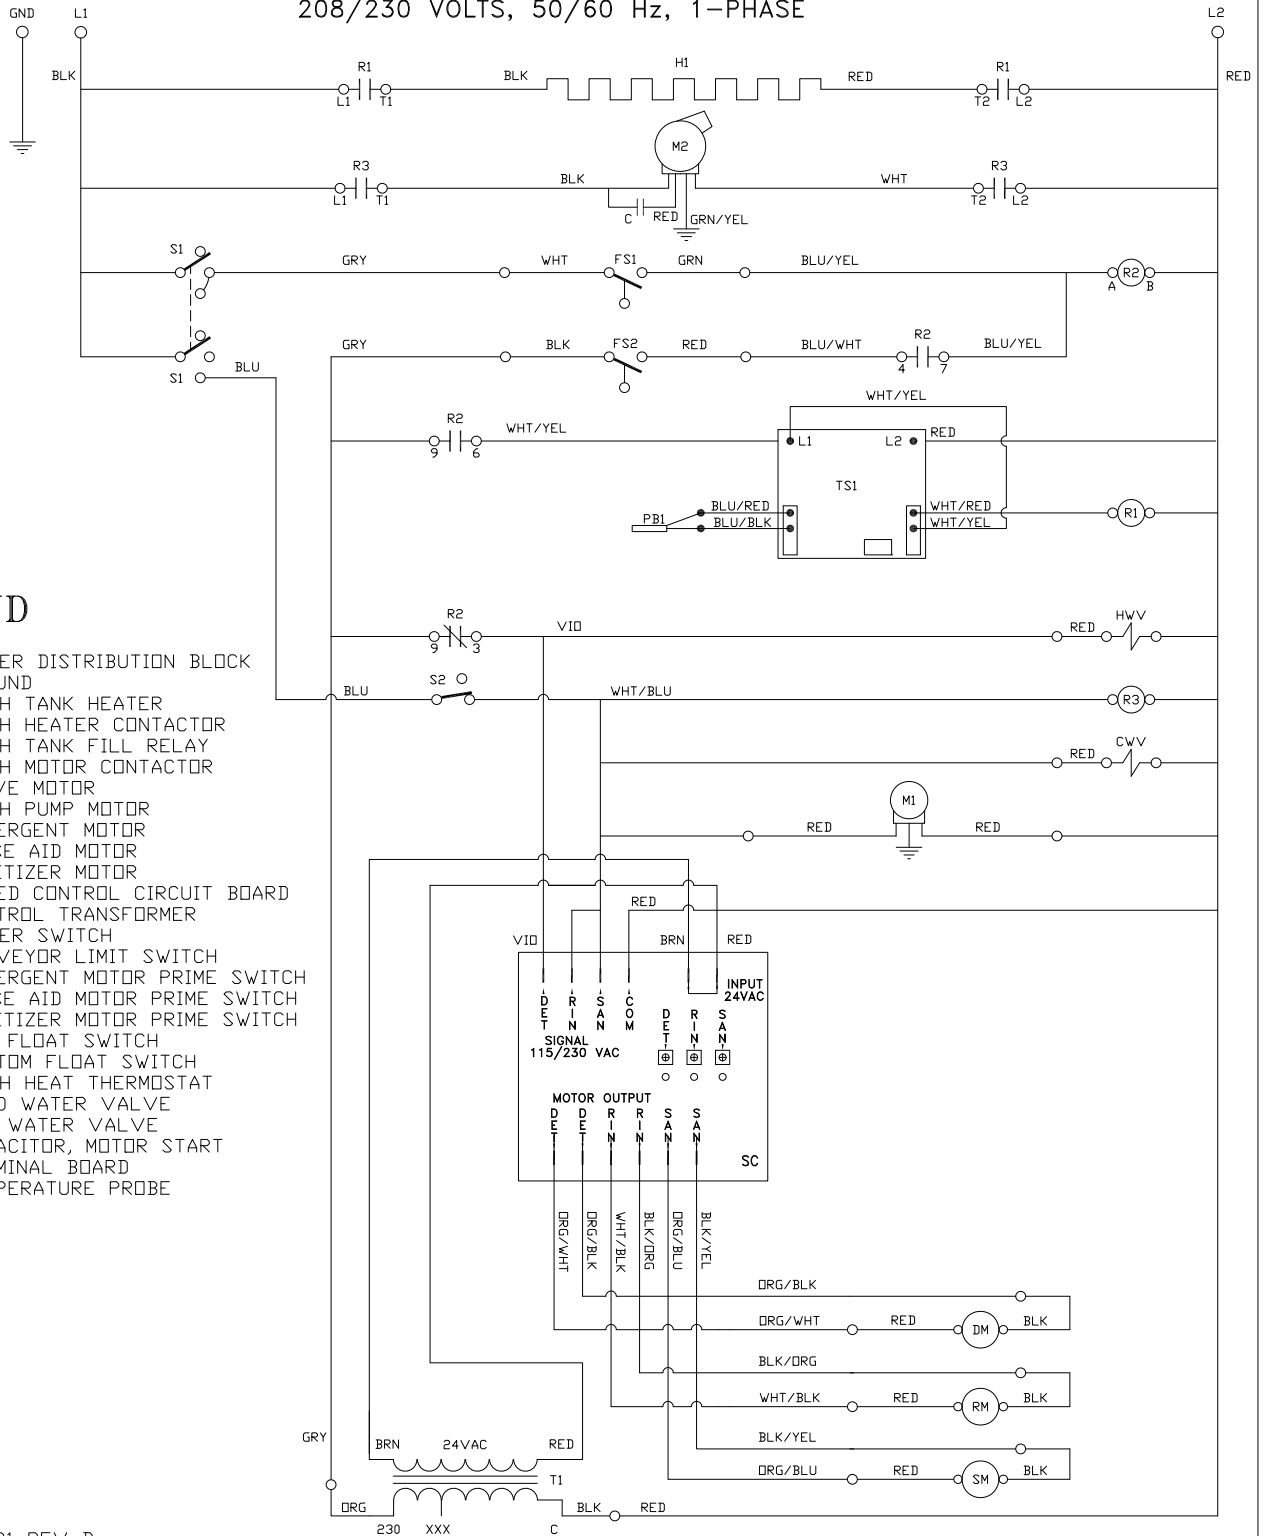 208/230 VOLTS, 50/60 Hz, 1-PHASE
GND
L1
L2
BLK
R1
L1 T1
BLK
H1
RED
R1
T2 L2
RED
M2
R3
L1 T1
BLK
C
RED
GRN/YEL
WHT
R3
T2 L2
S1
GRY
WHT
FS1
GRN
BLU/YEL
R2
A B
GRY
BLK
FS2
RED
BLU/WHT
R2
4 7
BLU/YEL
S1
BLU
WHT/YEL
R2
9 6
WHT/YEL
L1
L2
RED
TS1
PB1
BLU/RED
BLU/BLK
WHT/RED
WHT/YEL
R1
R2
9 3
VIO
RED
HWV
BLU
S2
WHT/BLU
R3
RED
CWV
M1
RED
RED
ER DISTRIBUTION BLOCK
H TANK HEATER
H HEATER CONTACTOR
H TANK FILL RELAY
H MOTOR CONTACTOR
VE MOTOR
H PUMP MOTOR
ERGENT MOTOR
CE AID MOTOR
ITIZER MOTOR
ED CONTROL CIRCUIT BOARD
TROL TRANSFORMER
ER SWITCH
VEYOR LIMIT SWITCH
ERGENT MOTOR PRIME SWITCH
CE AID MOTOR PRIME SWITCH
ITIZER MOTOR PRIME SWITCH
FLOAT SWITCH
TOM FLOAT SWITCH
H HEAT THERMOSTAT
D WATER VALVE
WATER VALVE
ACITOR, MOTOR START
MINAL BOARD
PERATURE PROBE
RED
VIO
BRN
RED
INPUT
24VAC
DET
RIN
SAN
COM
DET
RIN
SAN
SIGNAL
115/230 VAC
MOTOR OUTPUT
DET
DET
RIN
RIN
SAN
SAN
SC
ORG/WHT
ORG/BLK
WHT/BLK
BLK/ORG
ORG/BLU
BLK/YEL
ORG/BLK
ORG/WHT
RED
DM
BLK
BLK/ORG
WHT/BLK
RED
RM
BLK
BLK/YEL
ORG/BLU
RED
SM
BLK
GRY
BRN
24VAC
RED
T1
ORG
BLK
RED
230
XXX
C